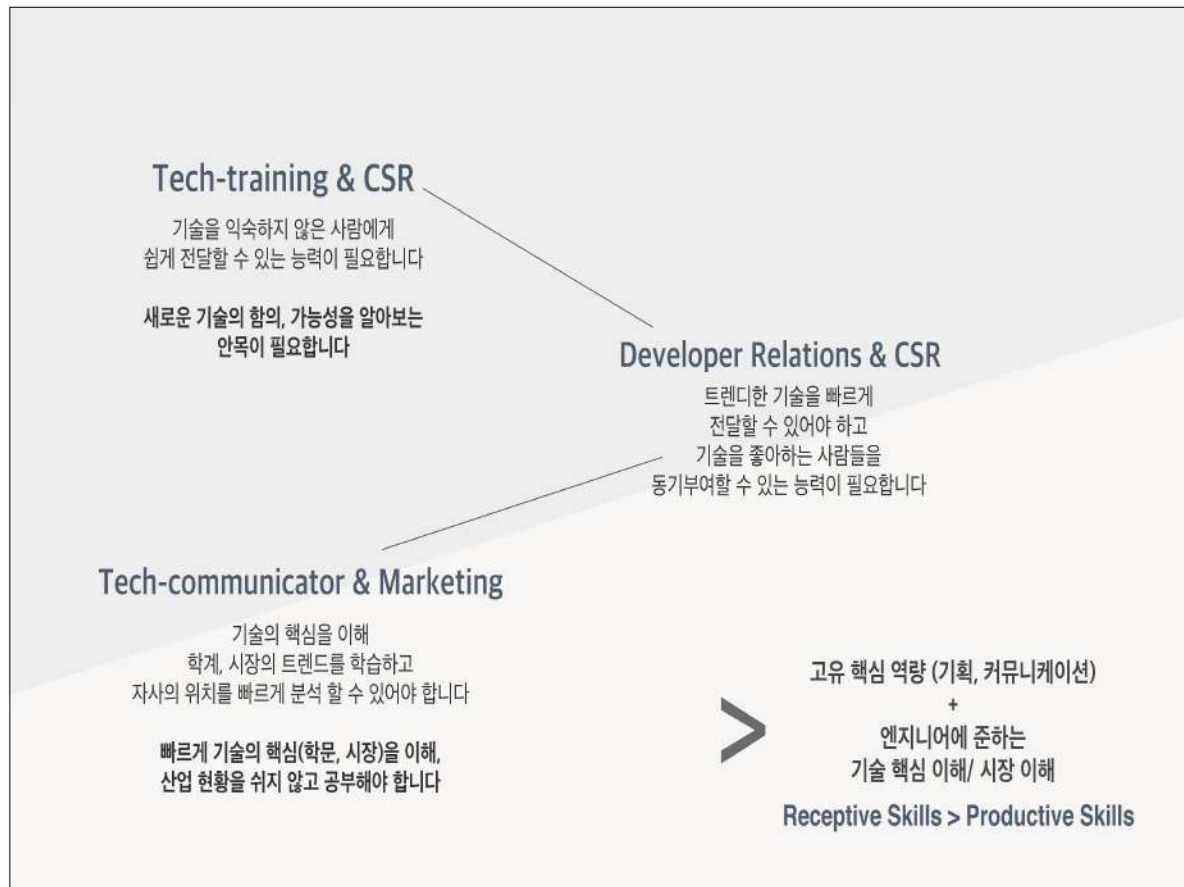 Tech-training & CSR
기술을 익숙하지 않은 사람에게
쉽게 전달할 수 있는 능력이 필요합니다
새로운 기술의 함의, 가능성을 알아보는
안목이 필요합니다
Developer Relations & CSR
트렌디한 기술을 빠르게
전달할 수 있어야 하고
기술을 좋아하는 사람들을
동기부여할 수 있는 능력이 필요합니다
Tech-communicator & Marketing
기술의 핵심을 이해
학계, 시장의 트렌드를 학습하고
자사의 위치를 빠르게 분석 할 수 있어야 합니다
빠르게 기술의 핵심(학문, 시장)을 이해,
산업 현황을 쉬지 않고 공부해야 합니다
>
고유 핵심 역량 (기획, 커뮤니케이션)
+
엔지니어에 준하는
기술 핵심 이해/ 시장 이해
Receptive Skills > Productive Skills